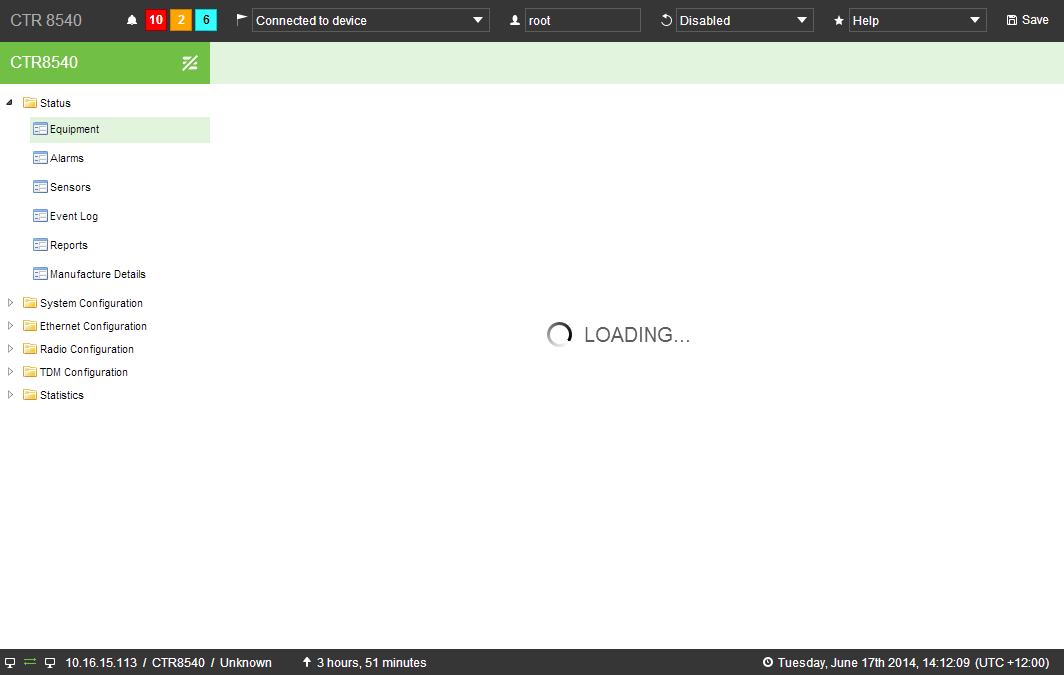 CTR 8540 10 2 6 Connected to device root Disabled Help Save
CTR8540
Status
Equipment
Alarms
Sensors
Event Log
Reports
Manufacture Details
System Configuration
Ethernet Configuration
Radio Configuration
TDM Configuration
Statistics
LOADING...
10.16.15.113 / CTR8540 / Unknown 3 hours, 51 minutes Tuesday, June 17th 2014, 14:12:09 (UTC +12:00)